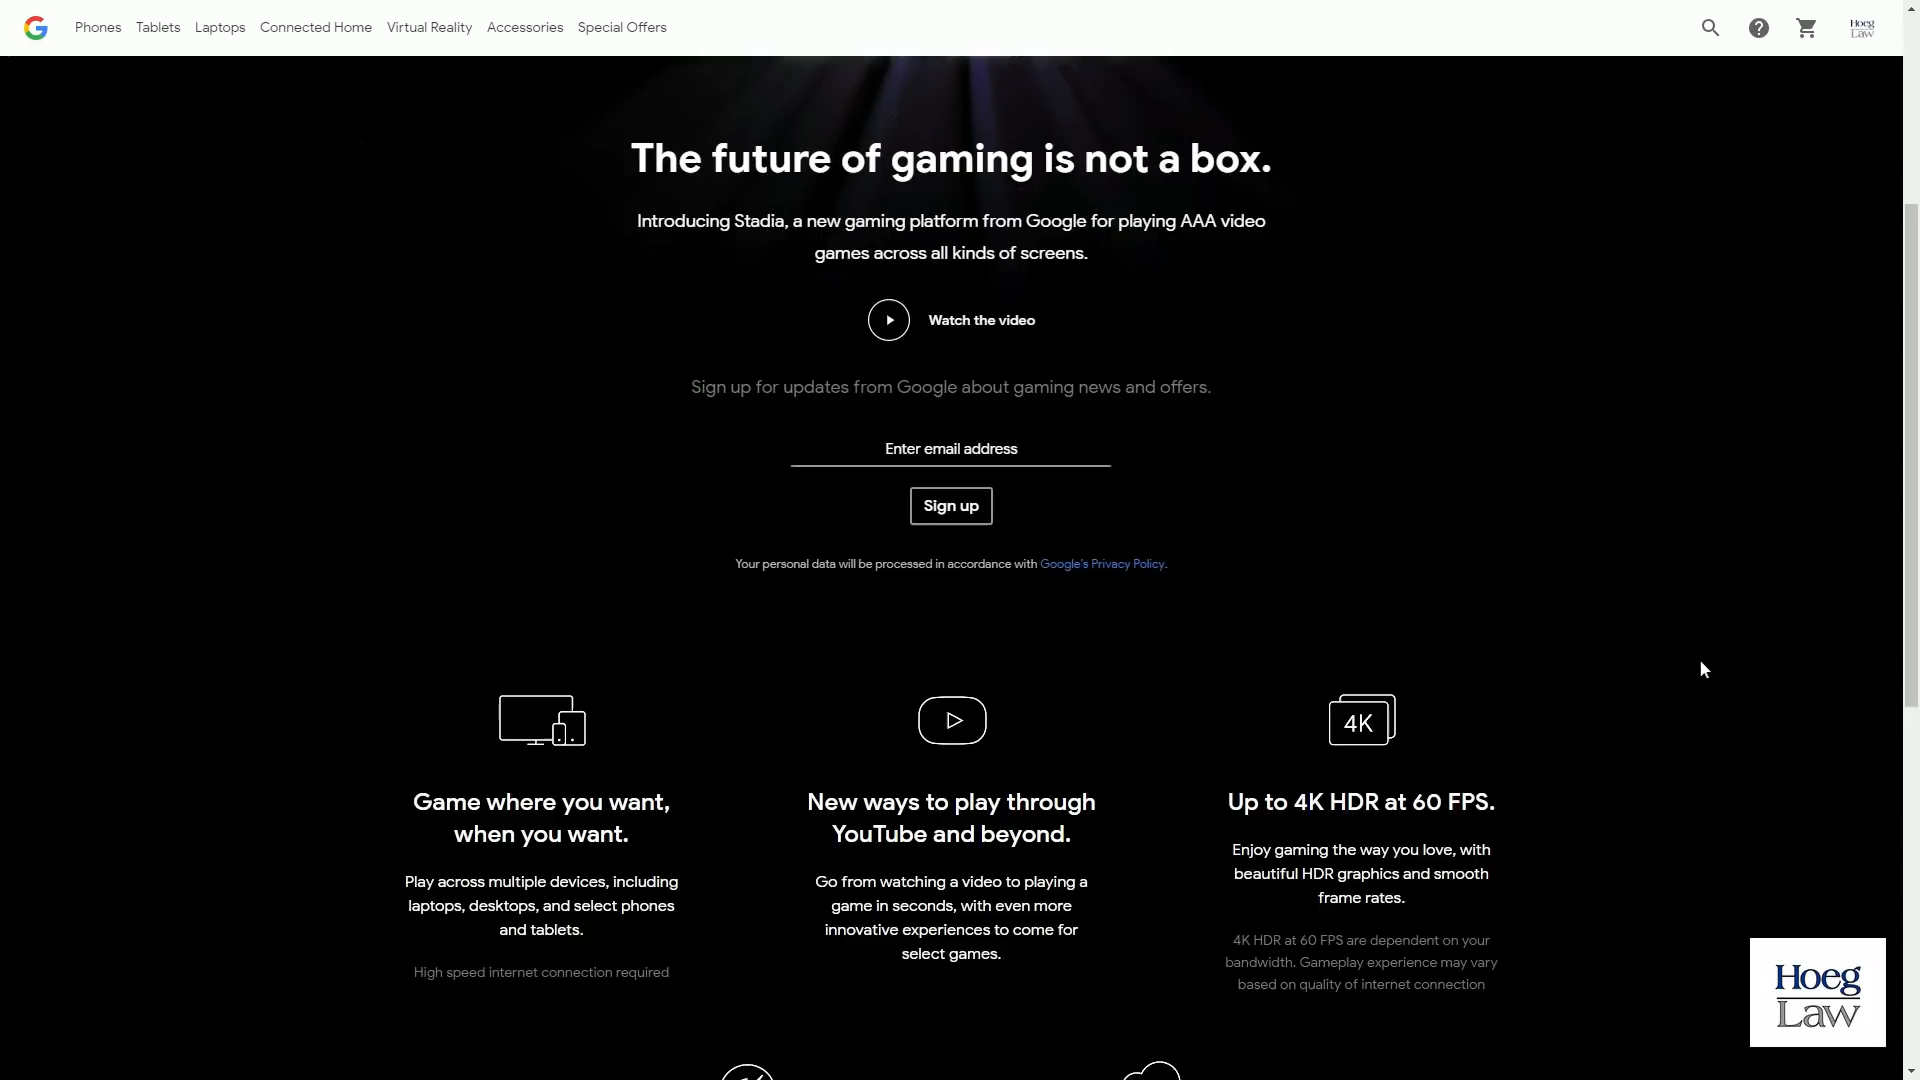 Phones Tablets Laptops Connected Home Virtual Reality Accessories Special Offers
Hoeg
Law
The future of gaming is not a box.
Introducing Stadia, a new gaming platform from Google for playing AAA video
games across all kinds of screens.
Watch the video
Sign up for updates from Google about gaming news and offers.
Enter email address
Sign up
Your personal data will be processed in accordance with Google's Privacy Policy.
Game where you want,
when you want.
Play across multiple devices, including
laptops, desktops, and select phones
and tablets.
High speed internet connection required
New ways to play through
YouTube and beyond.
Go from watching a video to playing a
game in seconds, with even more
innovative experiences to come for
select games.
4K
Up to 4K HDR at 60 FPS.
Enjoy gaming the way you love, with
beautiful HDR graphics and smooth
frame rates.
4K HDR at 60 FPS are dependent on your
bandwidth. Gameplay experience may vary
based on quality of internet connection
Hoeg
Law